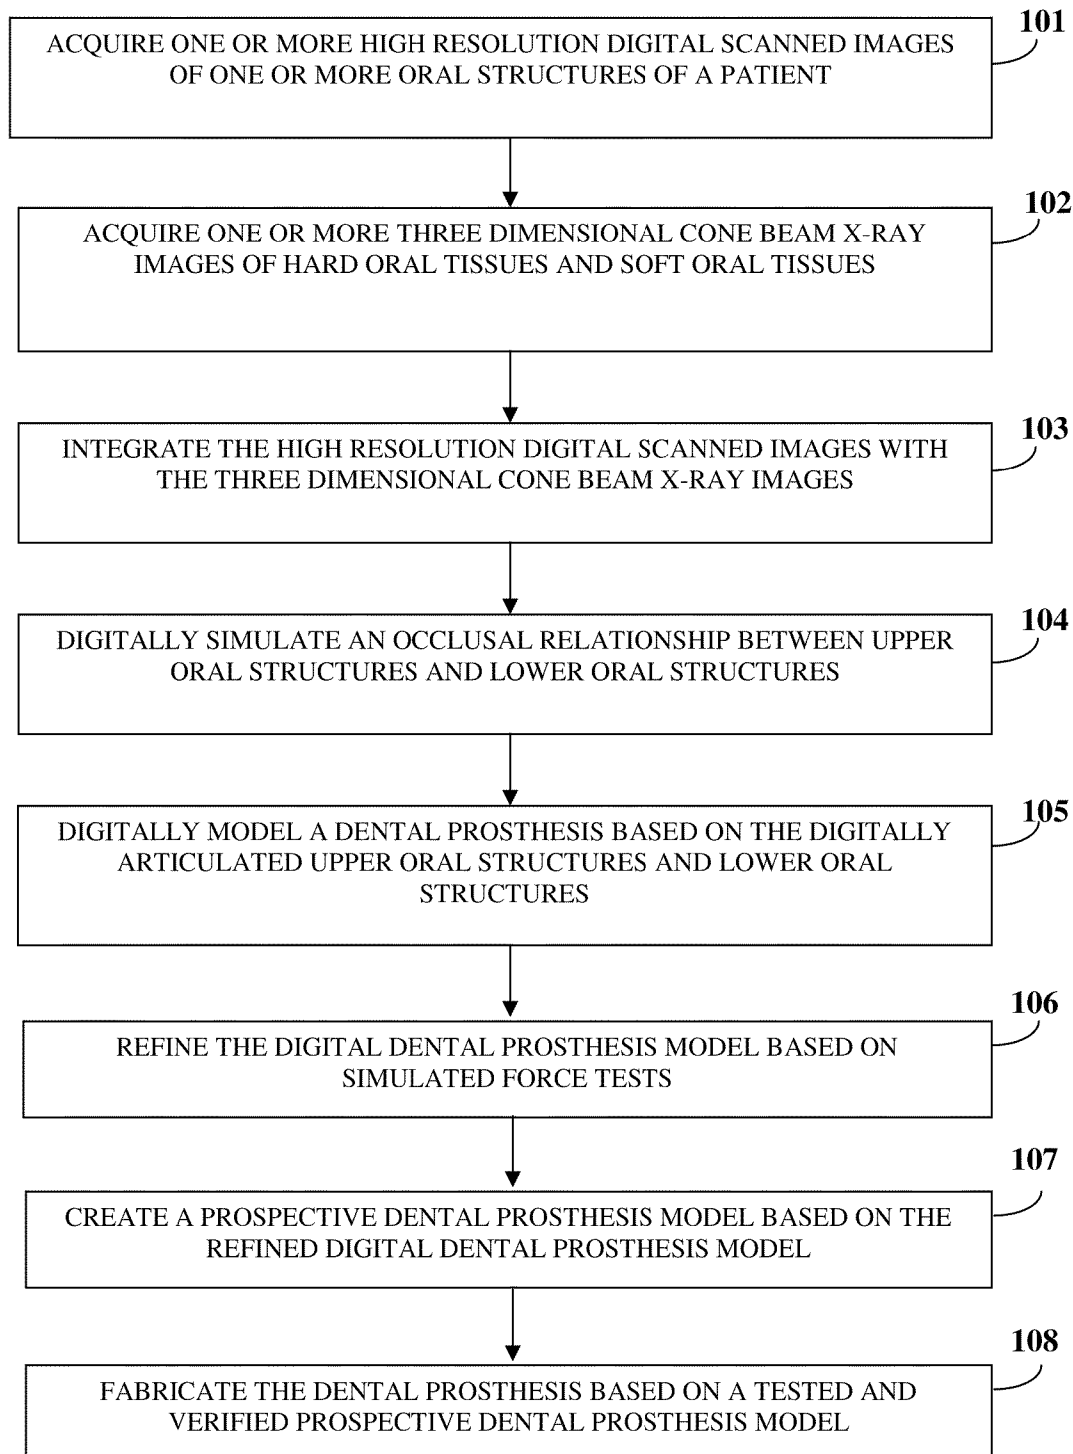 101
ACQUIRE ONE OR MORE HIGH RESOLUTION DIGITAL SCANNED IMAGES
OF ONE OR MORE ORAL STRUCTURES OF A PATIENT
102
ACQUIRE ONE OR MORE THREE DIMENSIONAL CONE BEAM X-RAY
IMAGES OF HARD ORAL TISSUES AND SOFT ORAL TISSUES
103
INTEGRATE THE HIGH RESOLUTION DIGITAL SCANNED IMAGES WITH
THE THREE DIMENSIONAL CONE BEAM X-RAY IMAGES
104
DIGITALLY SIMULATE AN OCCLUSAL RELATIONSHIP BETWEEN UPPER
ORAL STRUCTURES AND LOWER ORAL STRUCTURES
105
DIGITALLY MODEL A DENTAL PROSTHESIS BASED ON THE DIGITALLY
ARTICULATED UPPER ORAL STRUCTURES AND LOWER ORAL
STRUCTURES
106
REFINE THE DIGITAL DENTAL PROSTHESIS MODEL BASED ON
SIMULATED FORCE TESTS
107
CREATE A PROSPECTIVE DENTAL PROSTHESIS MODEL BASED ON THE
REFINED DIGITAL DENTAL PROSTHESIS MODEL
108
FABRICATE THE DENTAL PROSTHESIS BASED ON A TESTED AND
VERIFIED PROSPECTIVE DENTAL PROSTHESIS MODEL